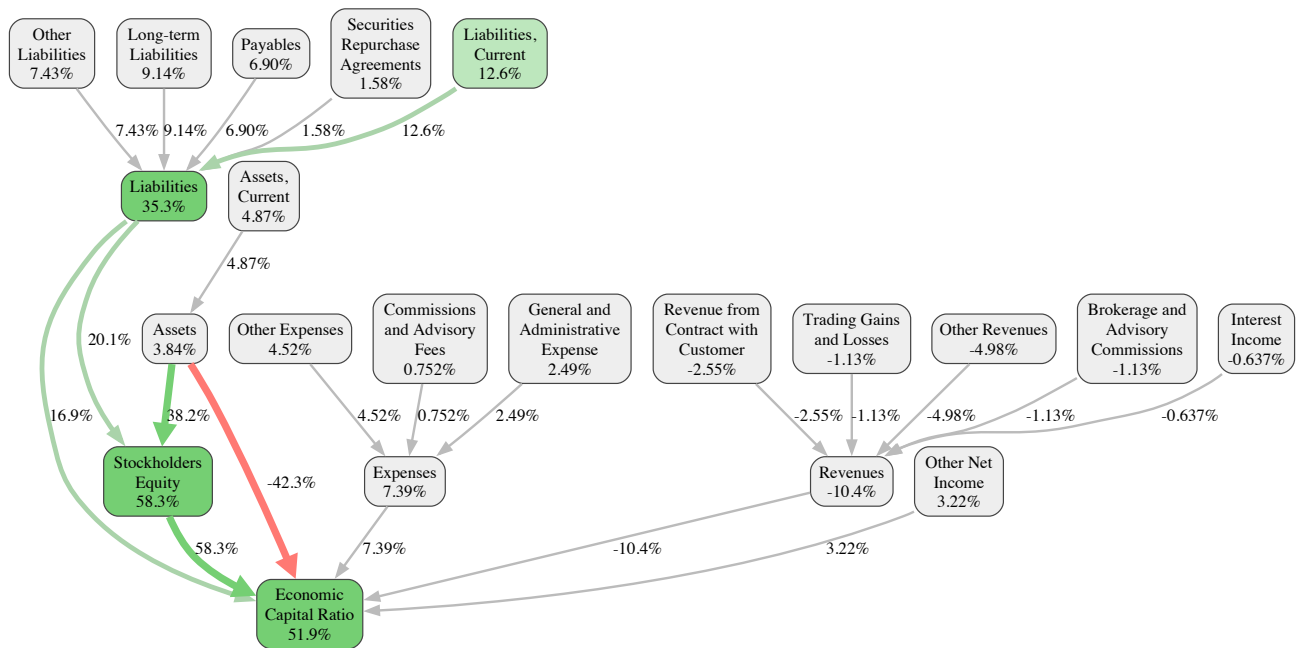 Other
Liabilities
7.43%
Long-term
Liabilities
9.14%
Payables
6.90%
Securities
Repurchase
Agreements
1.58%
Liabilities,
Current
12.6%
7.43%
9.14%
6.90%
1.58%
12.6%
Liabilities
35.3%
Assets,
Current
4.87%
4.87%
20.1%
Assets
3.84%
Other Expenses
4.52%
Commissions
and Advisory
Fees
0.752%
General and
Administrative
Expense
2.49%
Revenue from
Contract with
Customer
-2.55%
Trading Gains
and Losses
-1.13%
Other Revenues
-4.98%
Brokerage and
Advisory
Commissions
-1.13%
Interest
Income
-0.637%
16.9%
38.2%
4.52%
0.752%
2.49%
-2.55%
-1.13%
-4.98%
-1.13%
-0.637%
Stockholders
Equity
58.3%
-42.3%
Expenses
7.39%
Revenues
-10.4%
Other Net
Income
3.22%
58.3%
7.39%
-10.4%
3.22%
Economic
Capital Ratio
51.9%